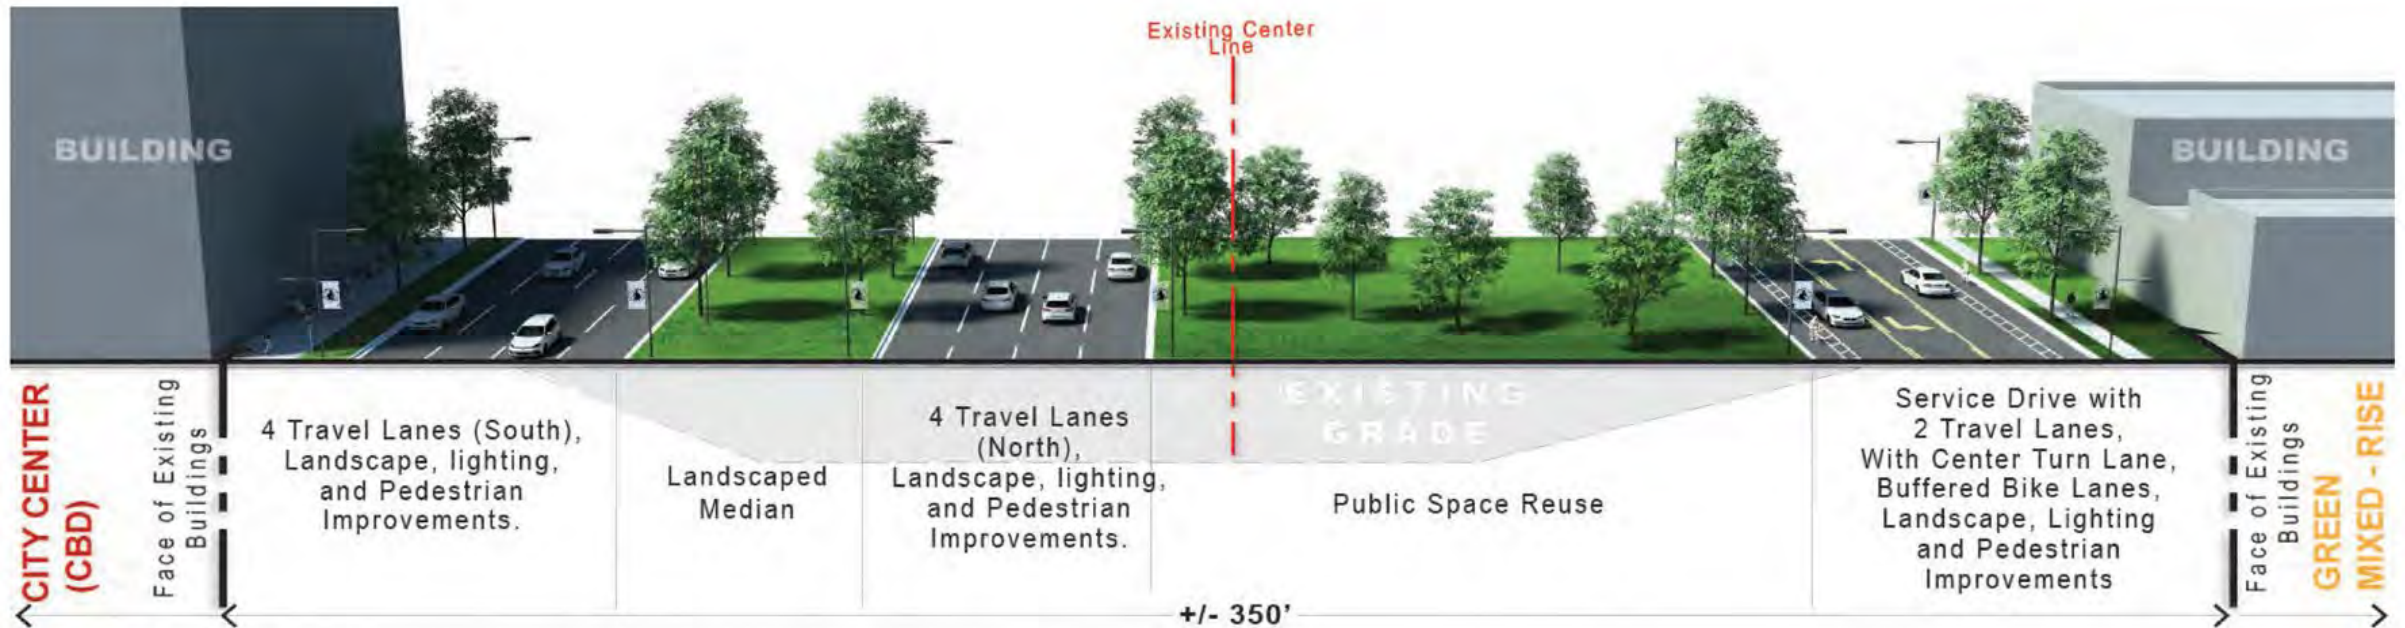 Existing Center
Line
BUILDING
BUILDING
EXISTING
GRADE
CITY CENTER
(CBD)
Face of Existing
Buildings
4 Travel Lanes (South),
Landscape, lighting,
and Pedestrian
Improvements.
Landscaped
Median
4 Travel Lanes
(North),
Landscape, lighting,
and Pedestrian
Improvements.
Public Space Reuse
Service Drive with
2 Travel Lanes,
With Center Turn Lane,
Buffered Bike Lanes,
Landscape, Lighting
and Pedestrian
Improvements
Face of Existing
Buildings
GREEN
MIXED - RISE
+/- 350'